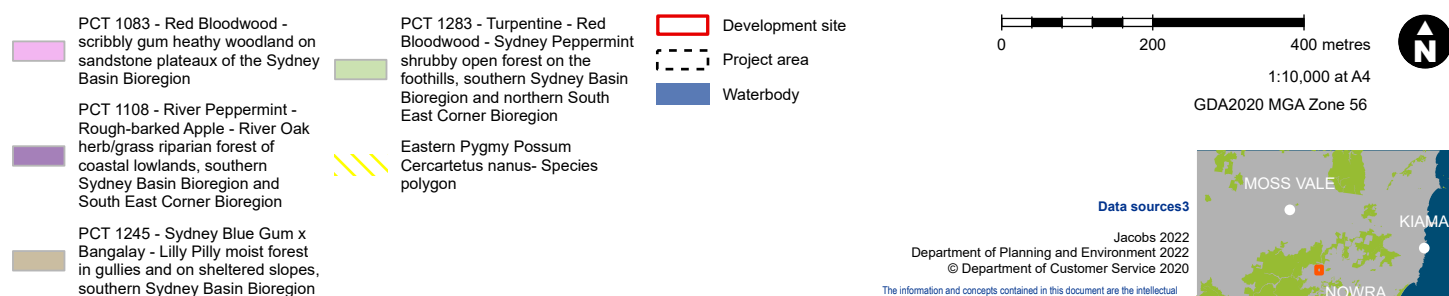 PCT 1083 - Red Bloodwood -
scribbly gum heathy woodland on
sandstone plateaux of the Sydney
Basin Bioregion
PCT 1108 - River Peppermint -
Rough-barked Apple - River Oak
herb/grass riparian forest of
coastal lowlands, southern
Sydney Basin Bioregion and
South East Corner Bioregion
PCT 1245 - Sydney Blue Gum x
Bangalay - Lilly Pilly moist forest
in gullies and on sheltered slopes,
southern Sydney Basin Bioregion
PCT 1283 - Turpentine - Red
Bloodwood - Sydney Peppermint
shrubby open forest on the
foothills, southern Sydney Basin
Bioregion and northern South
East Corner Bioregion
Eastern Pygmy Possum
Cercartetus nanus- Species
polygon
Development site
Project area
Waterbody
0 200 400 metres
N
1:10,000 at A4
GDA2020 MGA Zone 56
Data sources3
Jacobs 2022
Department of Planning and Environment 2022
© Department of Customer Service 2020
The information and concepts contained in this document are the intellectual
MOSS VALE
KIAMA
NOWRA